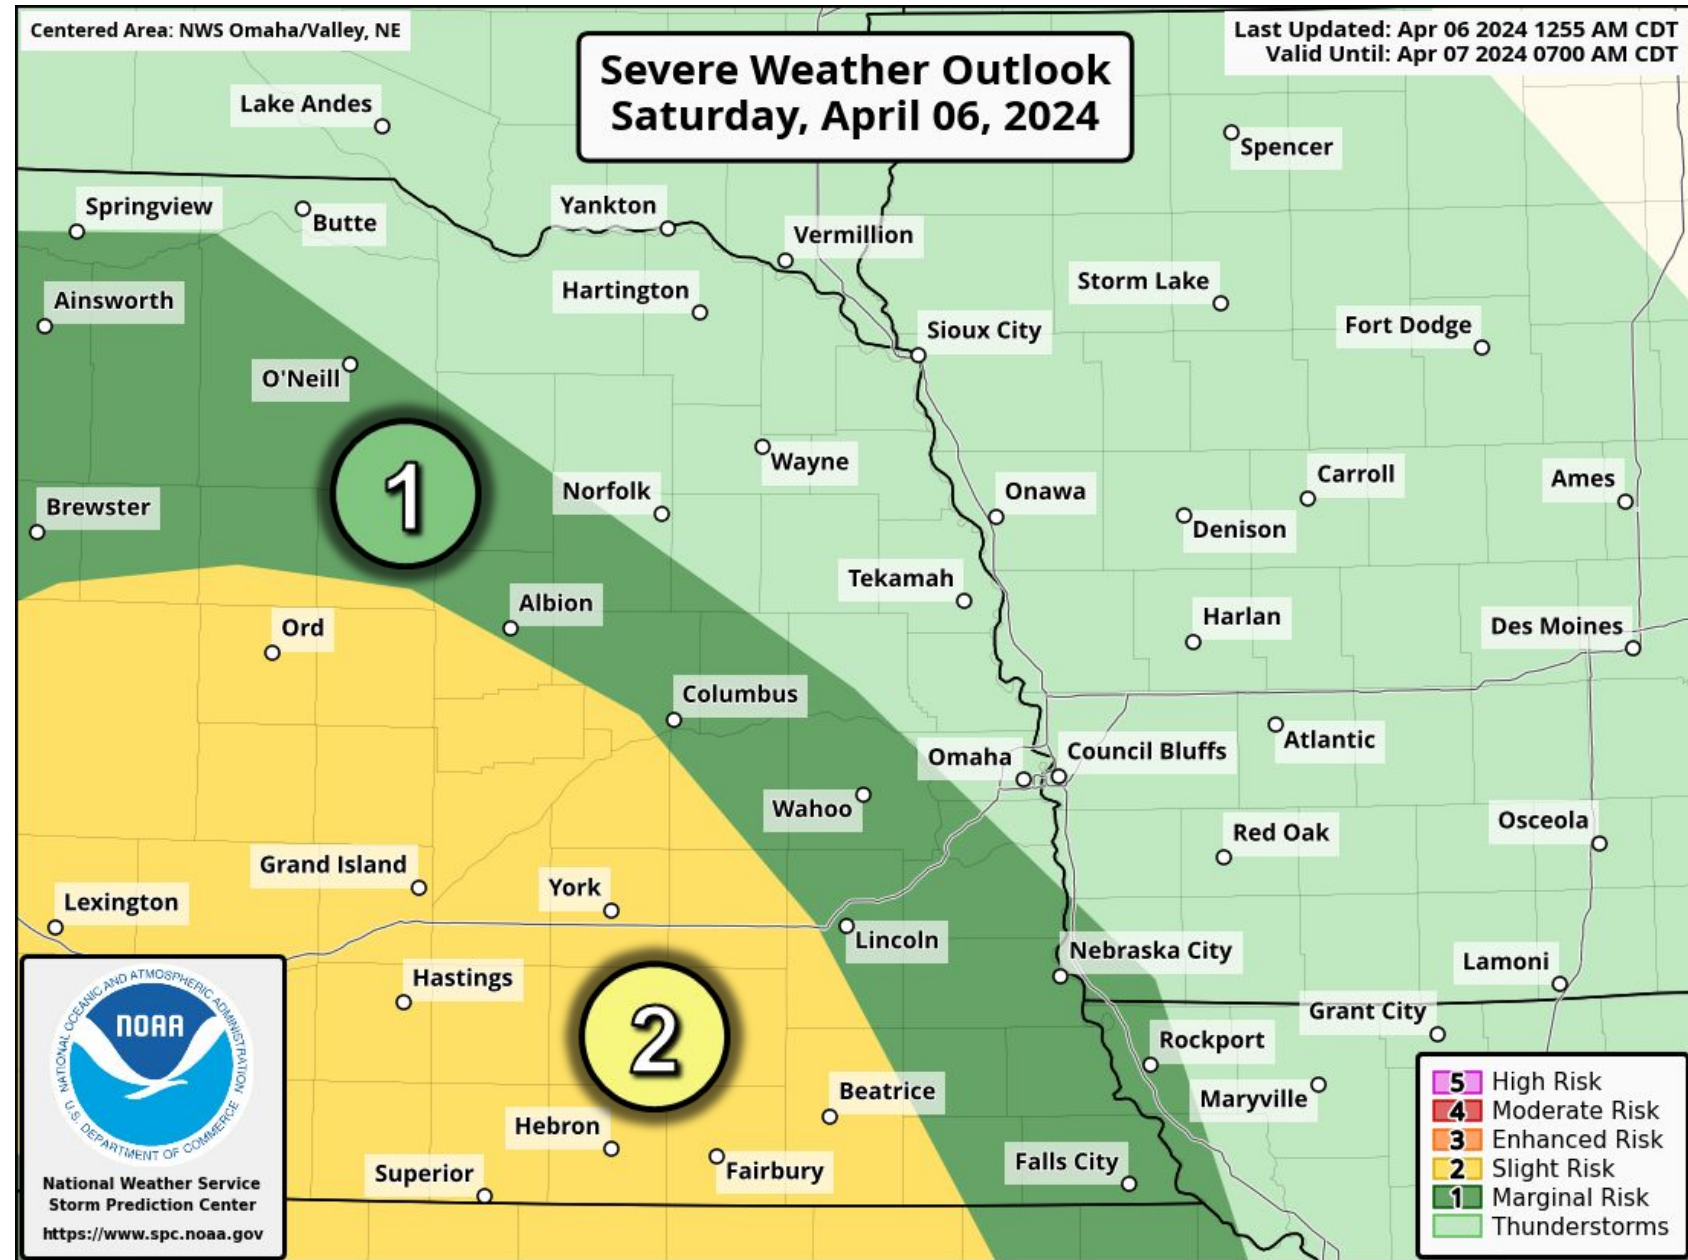 Centered Area: NWS Omaha/Valley, NE
Last Updated: Apr 06 2024 1255 AM CDT
Valid Until: Apr 07 2024 0700 AM CDT
Severe Weather Outlook
Saturday, April 06, 2024
Lake Andes
Spencer
Springview
Butte
Yankton
Vermillion
Ainsworth
Hartington
Storm Lake
Sioux City
Fort Dodge
O'Neill
1
Wayne
Norfolk
Brewster
Onawa
Denison
Carroll
Ames
Tekamah
Albion
Ord
Harlan
Des Moines
Columbus
Omaha
Council Bluffs
Atlantic
Wahoo
Red Oak
Osceola
Grand Island
York
Lexington
Lincoln
Nebraska City
Lamoni
Hastings
2
Grant City
Rockport
Maryville
Beatrice
Hebron
Fairbury
Superior
Falls City
NATIONAL OCEANIC AND ATMOSPHERIC ADMINISTRATION
NOAA
U.S. DEPARTMENT OF COMMERCE
National Weather Service
Storm Prediction Center
https://www.spc.noaa.gov
5 High Risk
4 Moderate Risk
3 Enhanced Risk
2 Slight Risk
1 Marginal Risk
Thunderstorms